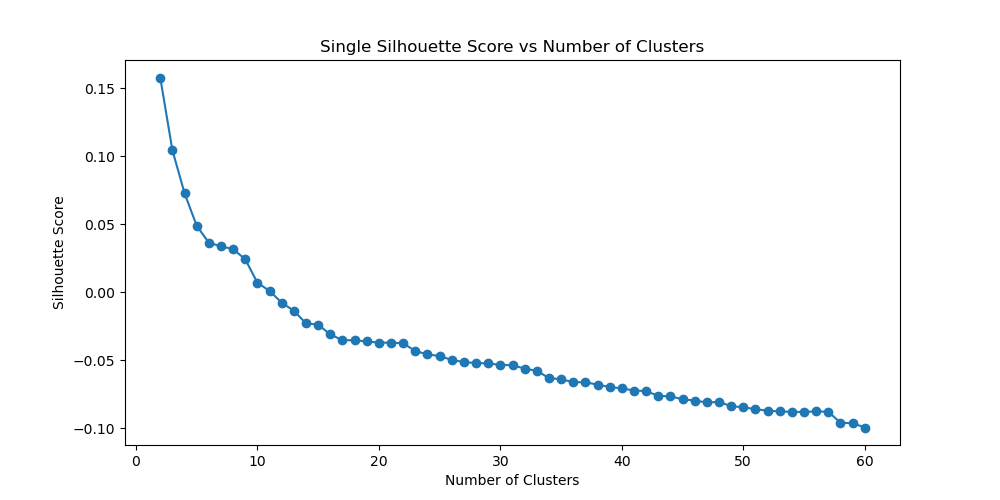 Single Silhouette Score vs Number of Clusters
Silhouette Score
0.15
0.10
0.05
0.00
−0.05
−0.10
0 10 20 30 40 50 60
Number of Clusters